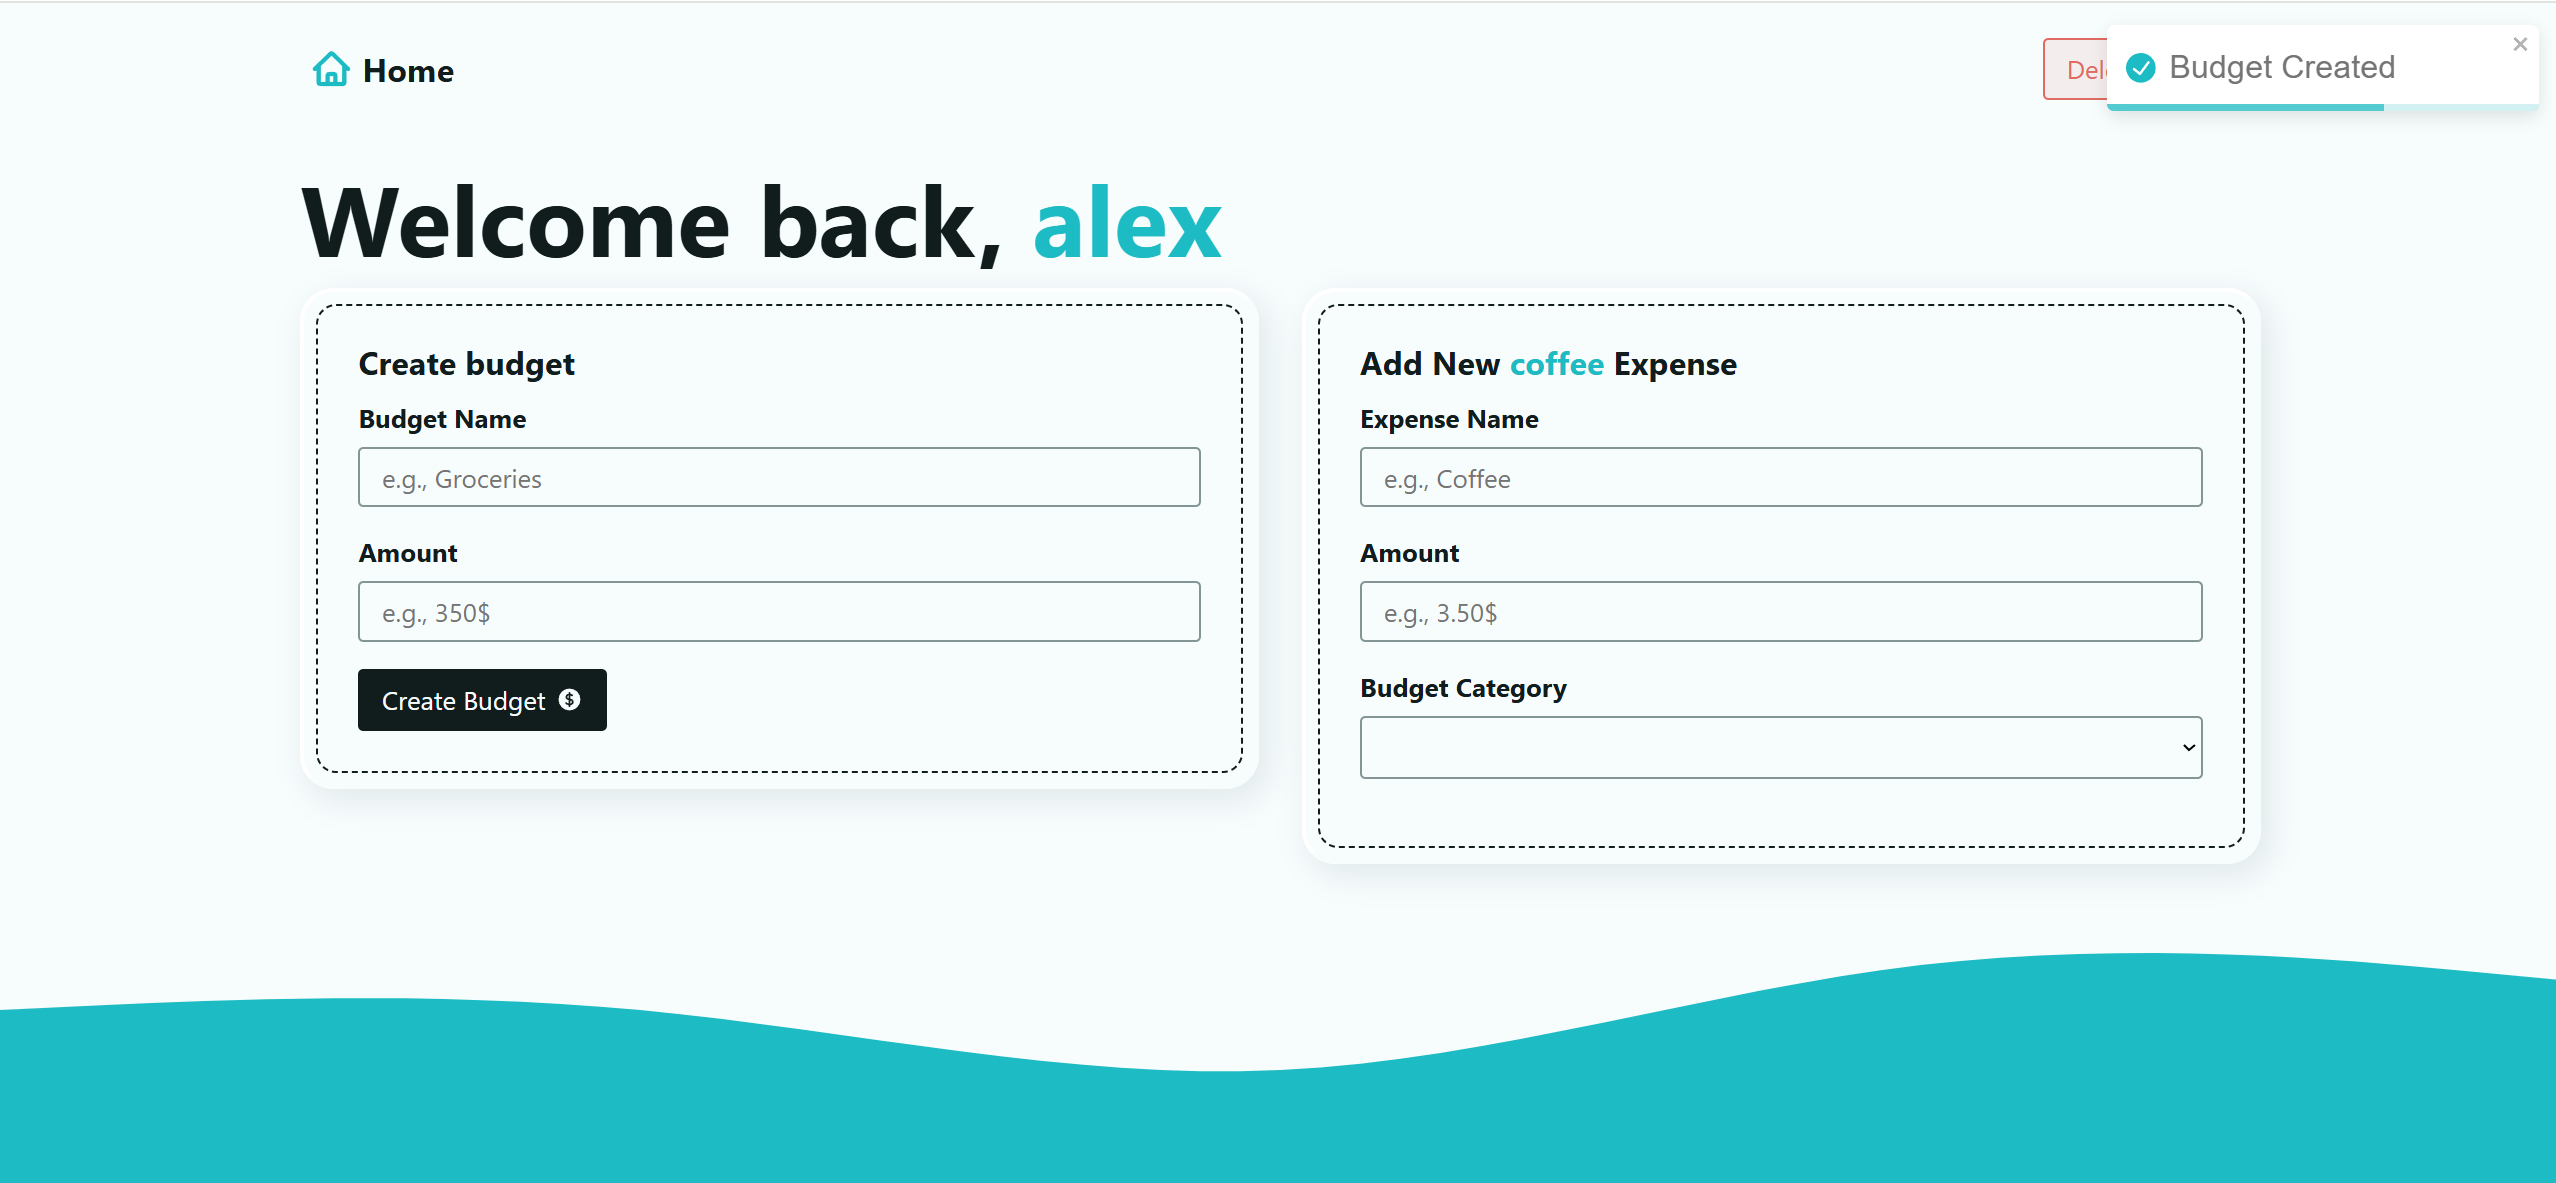 Home
Budget Created
Welcome back, alex
Create budget
Budget Name
e.g., Groceries
Amount
e.g., 350$
Create Budget
Add New coffee Expense
Expense Name
e.g., Coffee
Amount
e.g., 3.50$
Budget Category